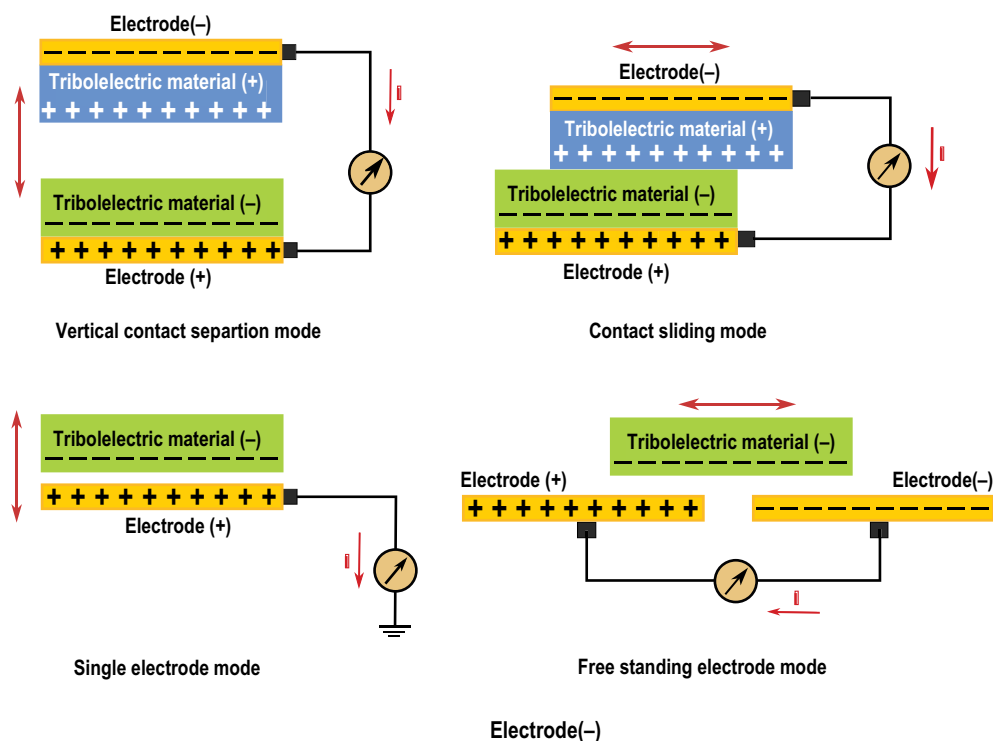 Electrode(–)
Tribolelectric material (+)
Tribolelectric material (–)
Electrode (+)
Vertical contact separtion mode
Electrode(–)
Tribolelectric material (+)
Tribolelectric material (–)
Electrode (+)
Contact sliding mode
Tribolelectric material (–)
Electrode (+)
Single electrode mode
Tribolelectric material (–)
Electrode (+)
Electrode(–)
Free standing electrode mode
Electrode(–)